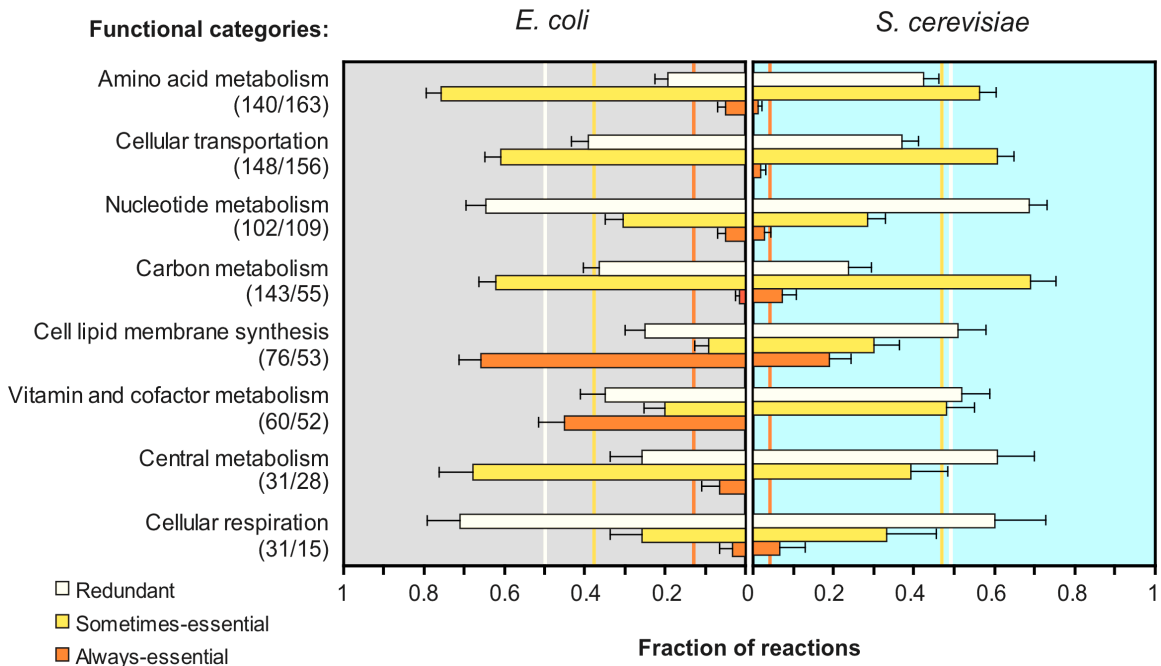 Functional categories:
E. coli
S. cerevisiae
Amino acid metabolism
(140/163)
Cellular transportation
(148/156)
Nucleotide metabolism
(102/109)
Carbon metabolism
(143/55)
Cell lipid membrane synthesis
(76/53)
Vitamin and cofactor metabolism
(60/52)
Central metabolism
(31/28)
Cellular respiration
(31/15)
1 0.8 0.6 0.4 0.2 0 0.2 0.4 0.6 0.8 1
Redundant
Sometimes-essential
Always-essential
Fraction of reactions